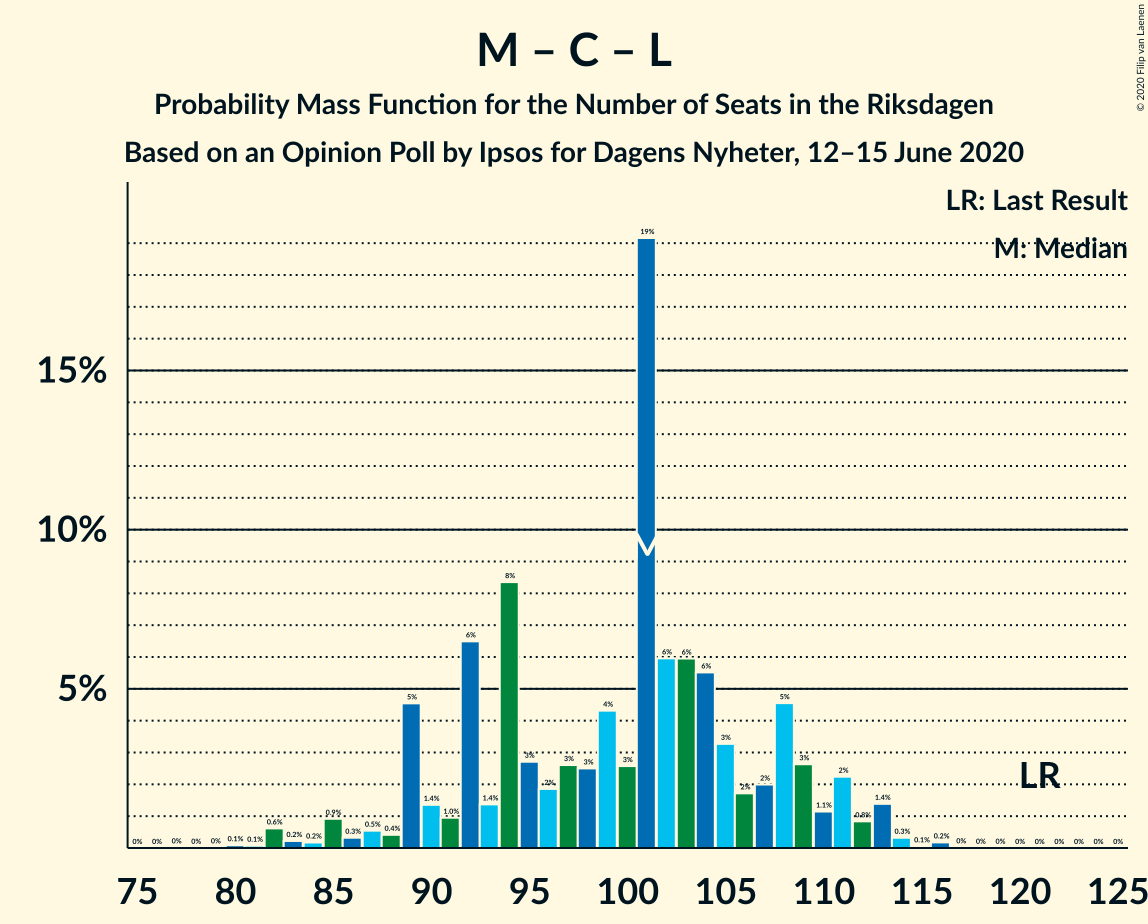 © 2020 Filip van Laenen
M – C – L
Probability Mass Function for the Number of Seats in the Riksdagen
Based on an Opinion Poll by Ipsos for Dagens Nyheter, 12–15 June 2020
LR: Last Result
M: Median
15%
10%
5%
0% 0% 0% 0% 0% 0.1% 0.1% 0.6% 0.2% 0.2% 0.9% 0.3% 0.5% 0.4% 5% 1.4% 1.0% 6% 1.4% 8% 3% 2% 3% 3% 4% 3% 19% 6% 6% 6% 3% 2% 2% 5% 3% 1.1% 2% 0.8% 1.4% 0.3% 0.1% 0.2% 0% 0% 0% 0% 0% 0% 0% 0% 0%
LR
75 80 85 90 95 100 105 110 115 120 125